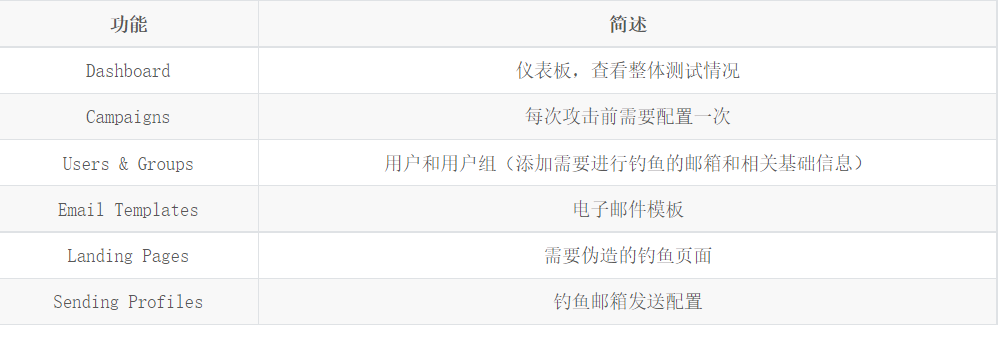 功能 简述
Dashboard 仪表板，查看整体测试情况
Campaigns 每次攻击前需要配置一次
Users & Groups 用户和用户组（添加需要进行钓鱼的邮箱和相关基础信息）
Email Templates 电子邮件模板
Landing Pages 需要伪造的钓鱼页面
Sending Profiles 钓鱼邮箱发送配置